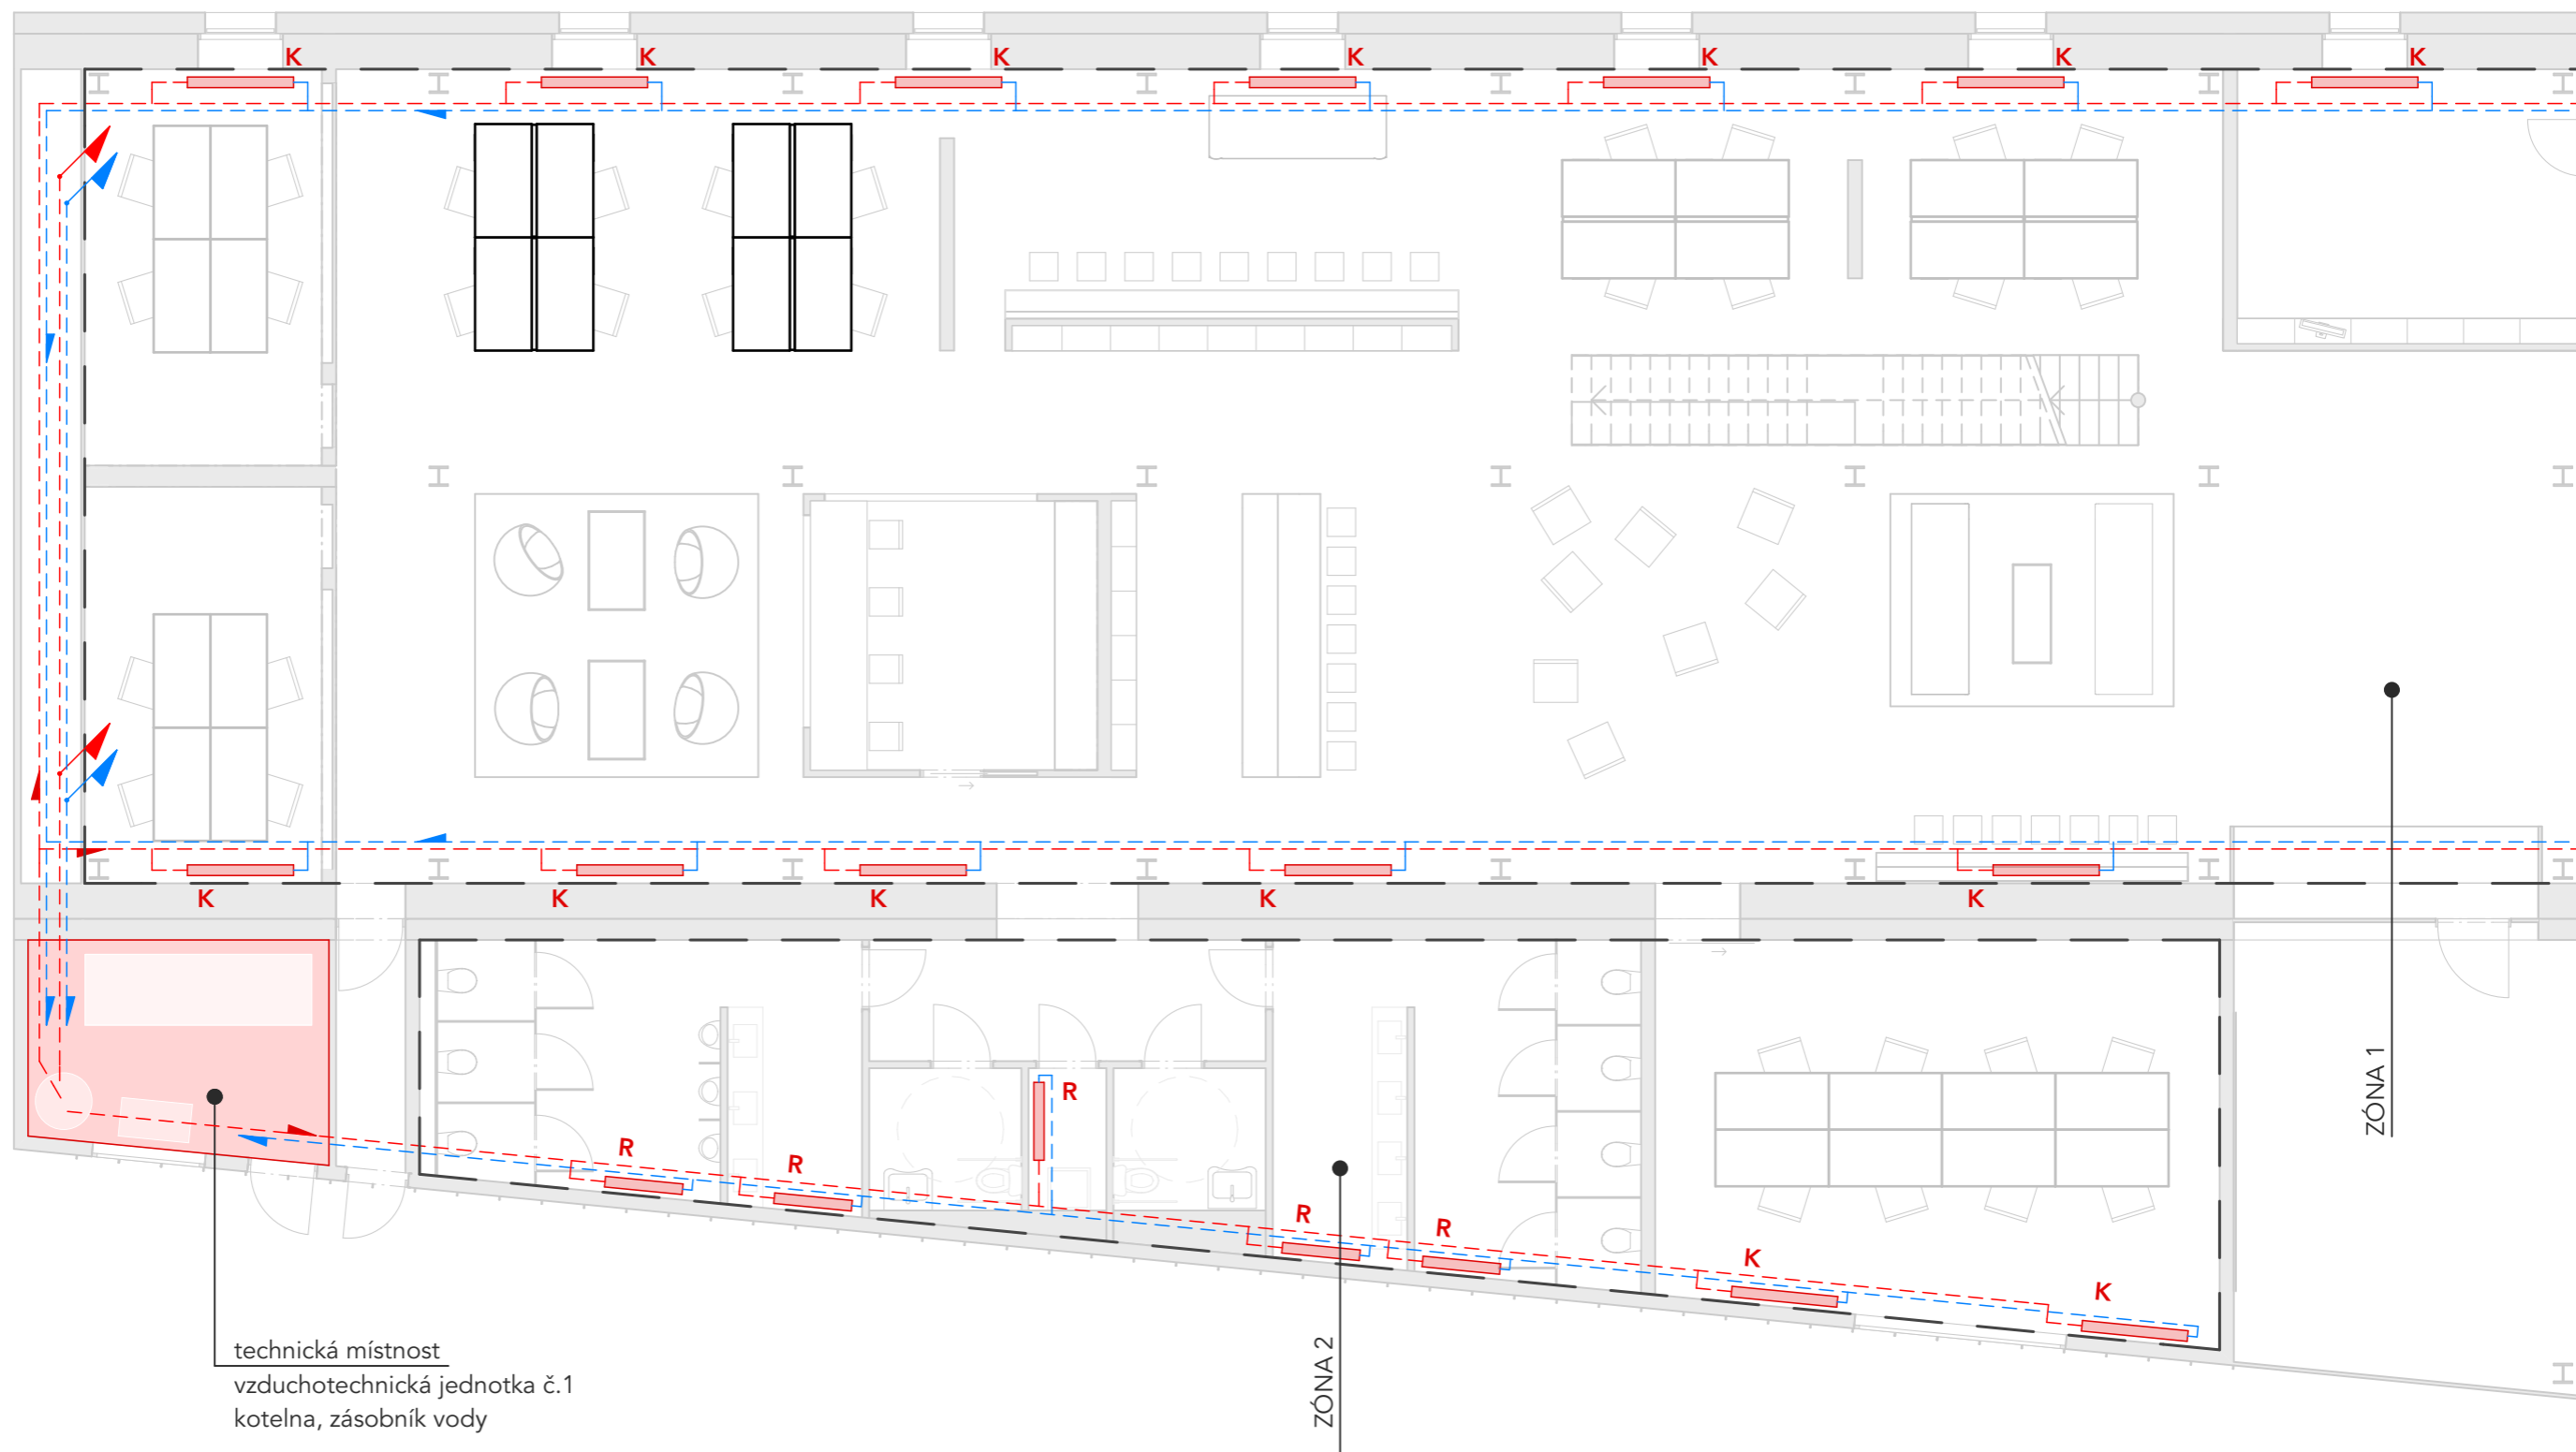 K K K K K K K
K K K K K
R
R R
R R
K K
ZÓNA 1
ZÓNA 2
technická místnost
vzduchotechnická jednotka č.1
kotelna, zásobník vody